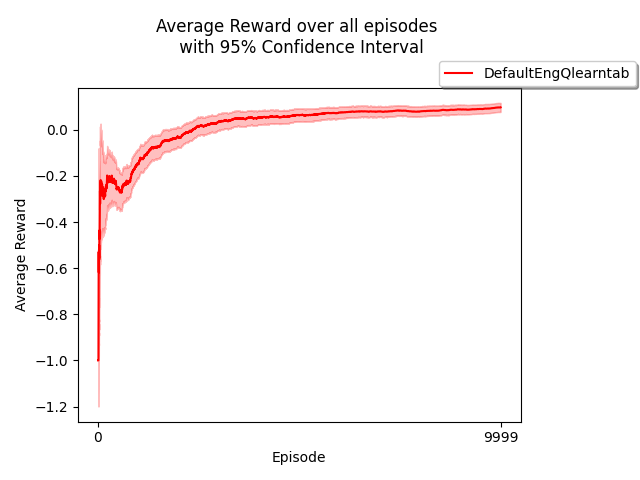 Average Reward over all episodes
with 95% Confidence Interval
DefaultEngQlearntab
0.0
−0.2
−0.4
−0.6
−0.8
−1.0
−1.2
Average Reward
0
9999
Episode